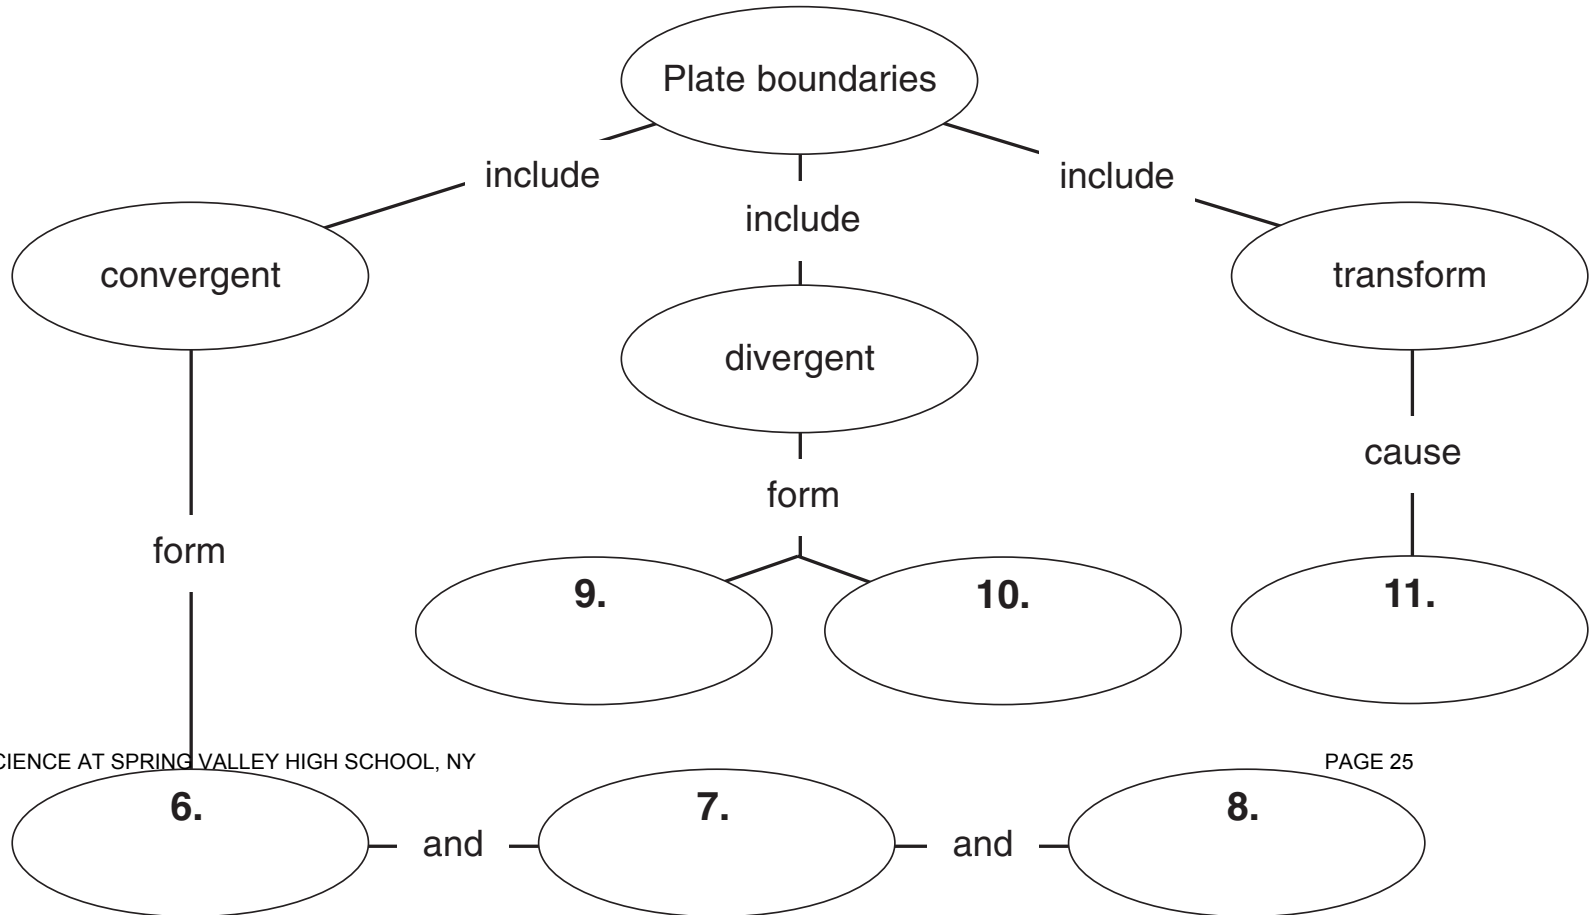 Plate boundaries
include
include
include
convergent
divergent
transform
form
form
cause
9.
10.
11.
CIENCE AT SPRING VALLEY HIGH SCHOOL, NY
PAGE 25
6.
and
7.
and
8.